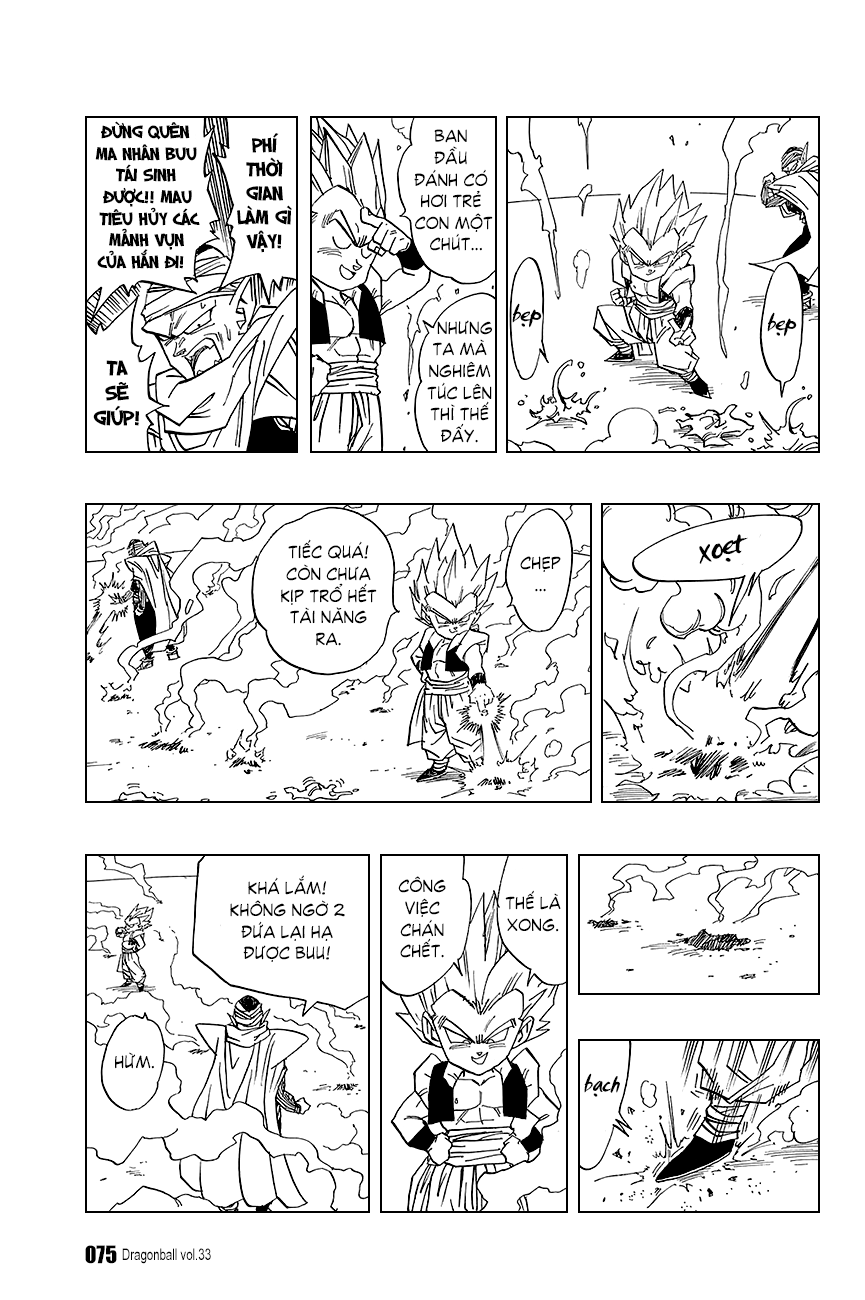 bẹp
bẹp
BAN
ĐẦU
ĐÁNH CÓ
HƠI TRẺ
CON MỘT
CHÚT...
NHƯNG
TA MÀ
NGHIÊM
TÚC LÊN
THÌ THẾ
ĐẤY.
PHÍ
THỜI
GIAN
LÀM GÌ
VẬY!
ĐỪNG QUÊN
MA NHÂN BUU
TÁI SINH
ĐƯỢC!! MAU
TIÊU HỦY CÁC
MẢNH VỤN
CỦA HẮN ĐI!
TA
SẼ
GIÚP!
xoẹt
CHẸP
...
TIẾC QUÁ!
CÒN CHƯA
KỊP TRỔ HẾT
TÀI NĂNG
RA.
bạch
THẾ LÀ
XONG.
CÔNG
VIỆC
CHÁN
CHẾT.
KHÁ LẮM!
KHÔNG NGỜ 2
ĐỨA LẠI HẠ
ĐƯỢC BUU!
HỪM.
075 Dragonball vol.33